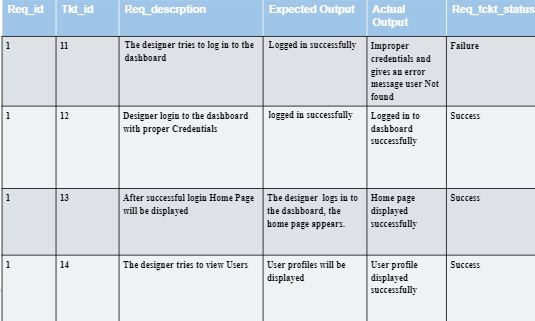 Req_id Tkt_id Req_descrption Expected Output Actual Output Req_tckt_status
1 11 The designer tries to log in to the dashboard Logged in successfully Improper credentials and gives an error message user Not found Failure
1 12 Designer login to the dashboard with proper Credentials logged in successfully Logged in to dashboard successfully Success
1 13 After successful login Home Page will be displayed The designer logs in to the dashboard, the home page appears. Home page displayed successfully Success
1 14 The designer tries to view Users User profiles will be displayed User profile displayed successfully Success